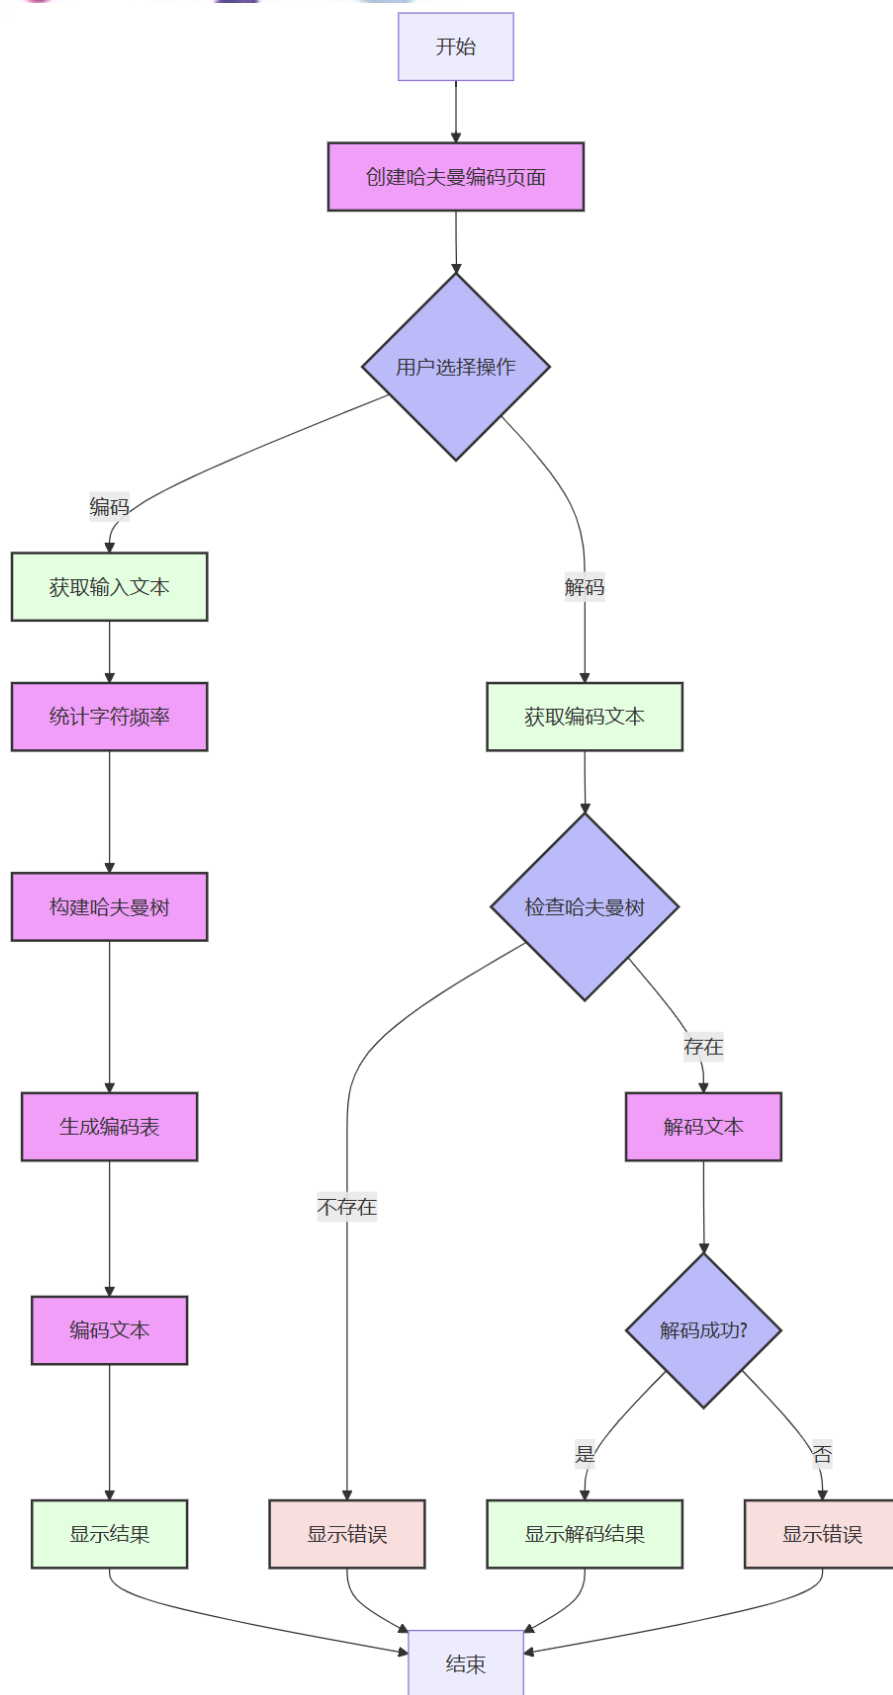 开始
创建哈夫曼编码页面
用户选择操作
编码
获取输入文本
解码
统计字符频率
获取编码文本
构建哈夫曼树
检查哈夫曼树
存在
生成编码表
解码文本
不存在
编码文本
解码成功?
是
否
显示结果
显示错误
显示解码结果
显示错误
结束